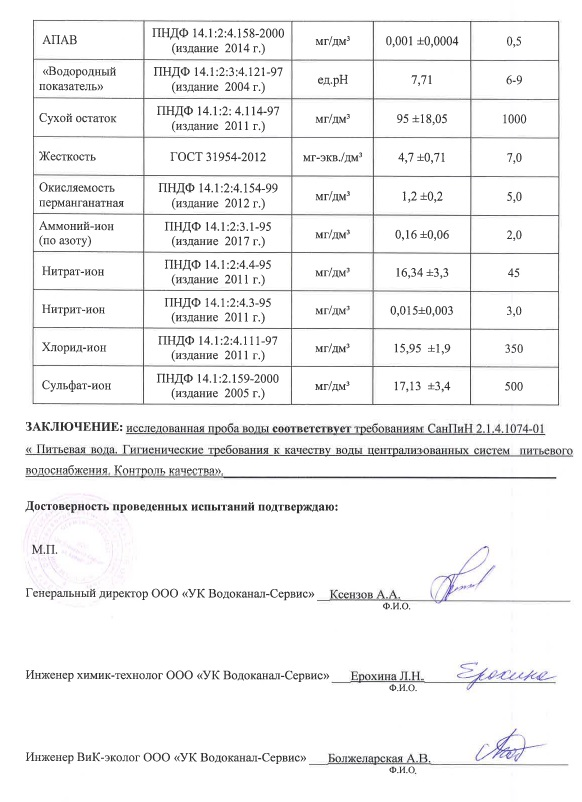 АПАВ ПНДФ 14.1:2:4.158-2000 (издание 2014 г.) мг/дм³ 0,001 ±0,0004 0,5
«Водородный показатель» ПНДФ 14.1:2:3:4.121-97 (издание 2004 г.) ед.рН 7,71 6-9
Сухой остаток ПНДФ 14.1:2: 4.114-97 (издание 2011 г.) мг/дм³ 95 ±18,05 1000
Жесткость ГОСТ 31954-2012 мг-экв./дм³ 4,7 ±0,71 7,0
Окисляемость перманганатная ПНДФ 14.1:2:4.154-99 (издание 2012 г.) мг/дм³ 1,2 ±0,2 5,0
Аммоний-ион (по азоту) ПНДФ 14.1:2:3.1-95 (издание 2017 г.) мг/дм³ 0,16 ±0,06 2,0
Нитрат-ион ПНДФ 14.1:2:4.4-95 (издание 2011 г.) мг/дм³ 16,34 ±3,3 45
Нитрит-ион ПНДФ 14.1:2:4.3-95 (издание 2011 г.) мг/дм³ 0,015±0,003 3,0
Хлорид-ион ПНДФ 14.1:2:4.111-97 (издание 2011 г.) мг/дм³ 15,95 ±1,9 350
Сульфат-ион ПНДФ 14.1:2.159-2000 (издание 2005 г.) мг/дм³ 17,13 ±3,4 500
ЗАКЛЮЧЕНИЕ: исследованная проба воды соответствует требованиям СанПиН 2.1.4.1074-01
« Питьевая вода. Гигиенические требования к качеству воды централизованных систем питьевого
водоснабжения. Контроль качества».
Достоверность проведенных испытаний подтверждаю:
М.П.
Генеральный директор ООО «УК Водоканал-Сервис» Ксензов А.А.
Ф.И.О.
Инженер химик-технолог ООО «УК Водоканал-Сервис» Ерохина Л.Н. Ерохина
Ф.И.О.
Инженер ВиК-эколог ООО «УК Водоканал-Сервис» Болжеларская А.В.
Ф.И.О.